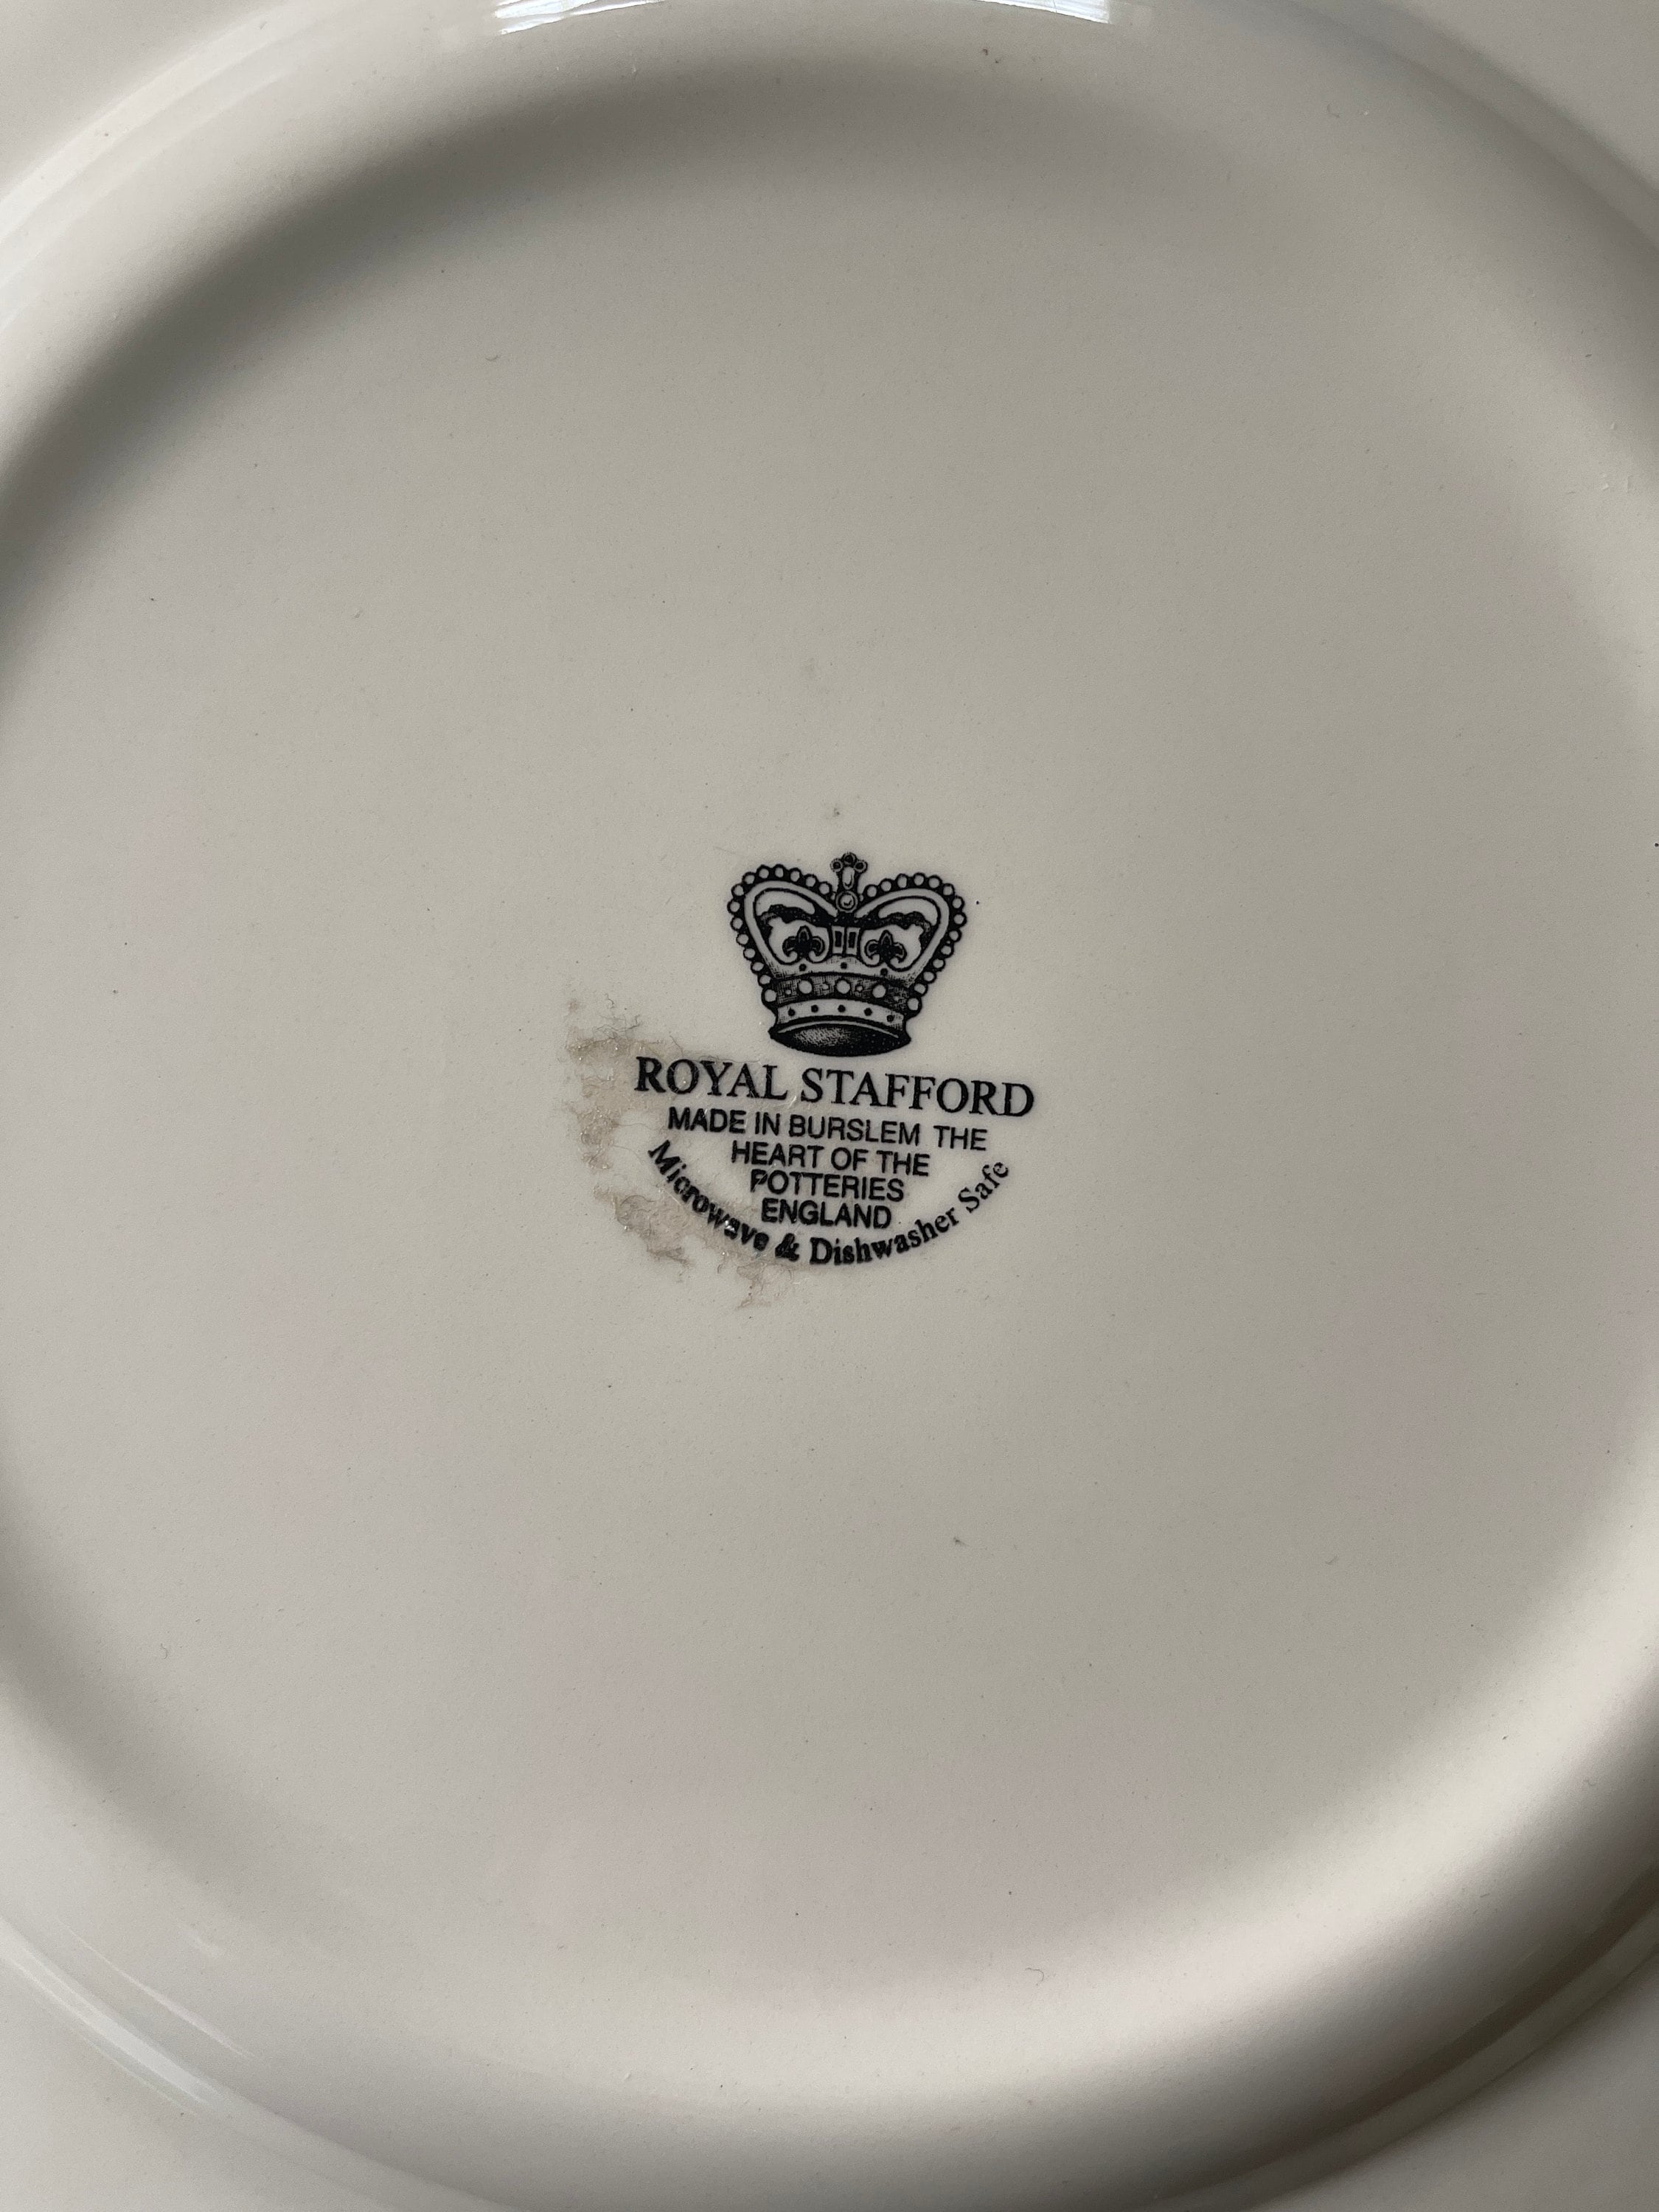 ROYAL STAFFORD
MADE IN BURSLEM THE
HEART OF THE
POTTERIES
ENGLAND
Microwave & Dishwasher Safe